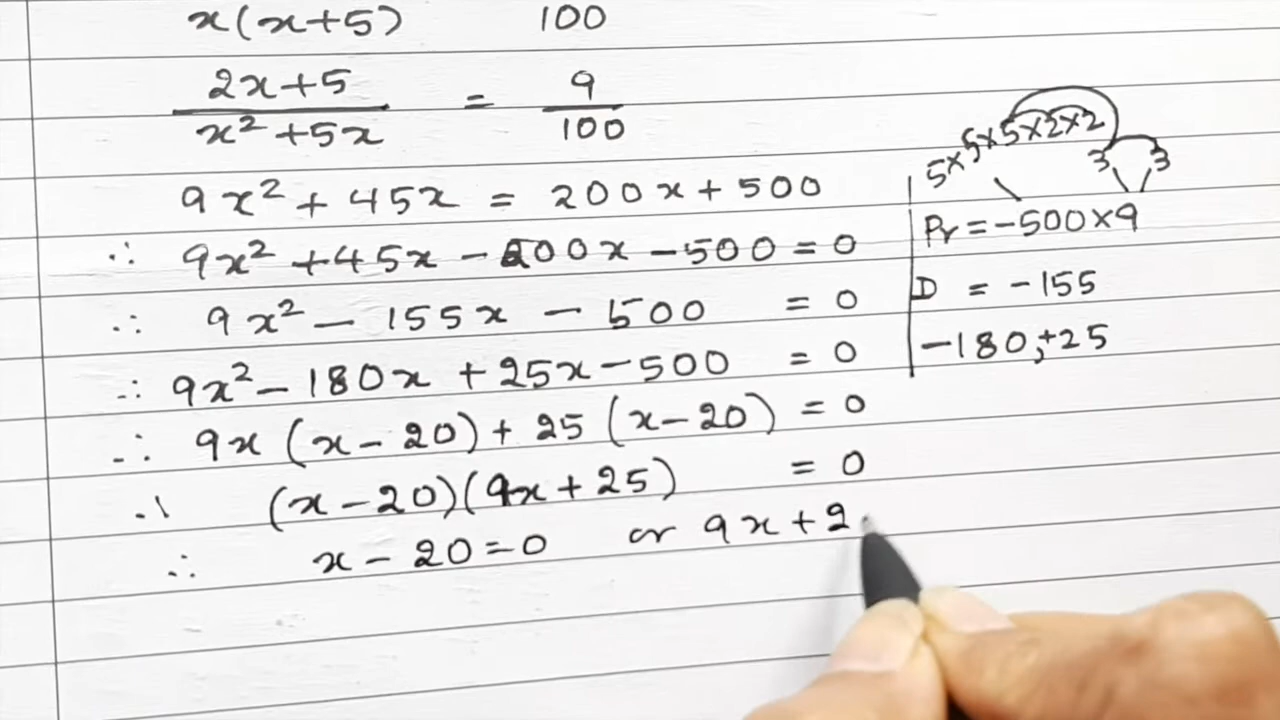 x(x+5) 100
2x+5 = 9
x² +5x 100
9x² + 45x = 200x + 500
∴ 9x² +45x - 200x - 500 = 0
∴ 9x² - 155x - 500 = 0
∴ 9x² - 180x + 25x - 500 = 0
∴ 9x (x - 20) + 25 (x - 20) = 0
∴ (x - 20)(9x + 25) = 0
∴ x - 20 = 0 or 9x + 2
5×5×5×2×2
3 3
Pr = -500×9
D = -155
-180, +25